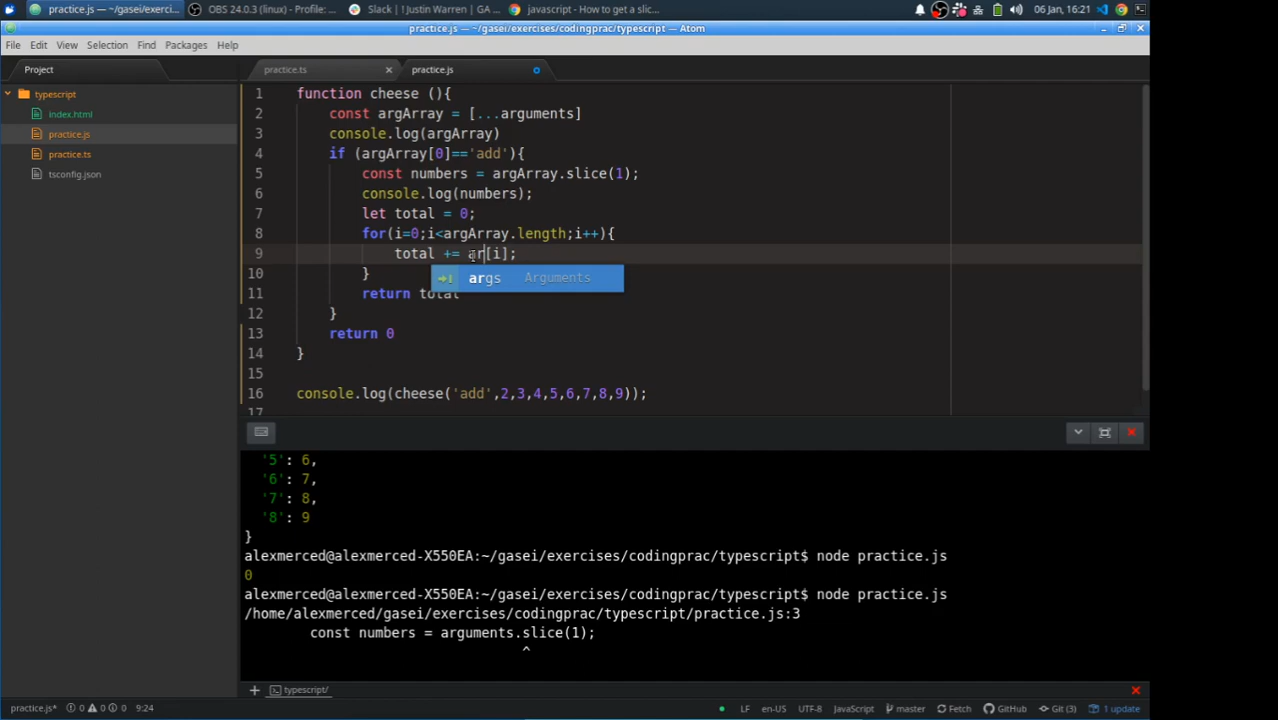 practice.js — ~/gasei/exerci...
OBS 24.0.3 (linux) - Profile: ...
Slack | ! Justin Warren | GA ...
javascript - How to get a slic...
06 Jan, 16:21
practice.js — ~/gasei/exercises/codingprac/typescript — Atom
File Edit View Selection Find Packages Help
Project
practice.ts
practice.js
typescript
index.html
practice.js
practice.ts
tsconfig.json
1 function cheese (){
2 const argArray = [...arguments]
3 console.log(argArray)
4 if (argArray[0]=='add'){
5 const numbers = argArray.slice(1);
6 console.log(numbers);
7 let total = 0;
8 for(i=0;i<argArray.length;i++){
9 total += ar[i];
args Arguments
10 }
11 return total
12 }
13 return 0
14 }
15
16 console.log(cheese('add',2,3,4,5,6,7,8,9));
17
'5': 6,
'6': 7,
'7': 8,
'8': 9
}
alexmerced@alexmerced-X550EA:~/gasei/exercises/codingprac/typescript$ node practice.js
0
alexmerced@alexmerced-X550EA:~/gasei/exercises/codingprac/typescript$ node practice.js
/home/alexmerced/gasei/exercises/codingprac/typescript/practice.js:3
const numbers = arguments.slice(1);
^
typescript/
practice.js* 0 0 0 9:24
LF en-US UTF-8 JavaScript master Fetch GitHub Git (3) 1 update